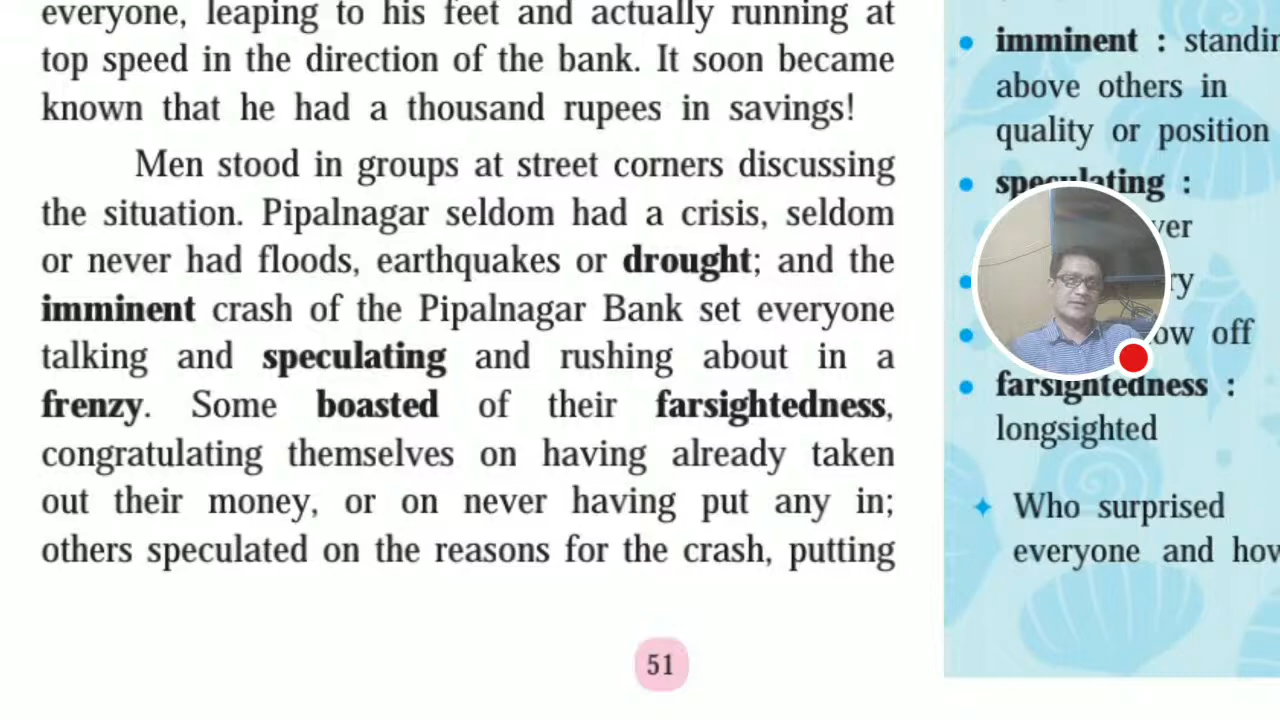 everyone, leaping to his feet and actually running at
top speed in the direction of the bank. It soon became
known that he had a thousand rupees in savings!
Men stood in groups at street corners discussing
the situation. Pipalnagar seldom had a crisis, seldom
or never had floods, earthquakes or drought; and the
imminent crash of the Pipalnagar Bank set everyone
talking and speculating and rushing about in a
frenzy. Some boasted of their farsightedness,
congratulating themselves on having already taken
out their money, or on never having put any in;
others speculated on the reasons for the crash, putting
51
• imminent :
above others in
quality or position
• speculating :
• off
• farsightedness :
longsighted
✦ Who surprised
everyone and